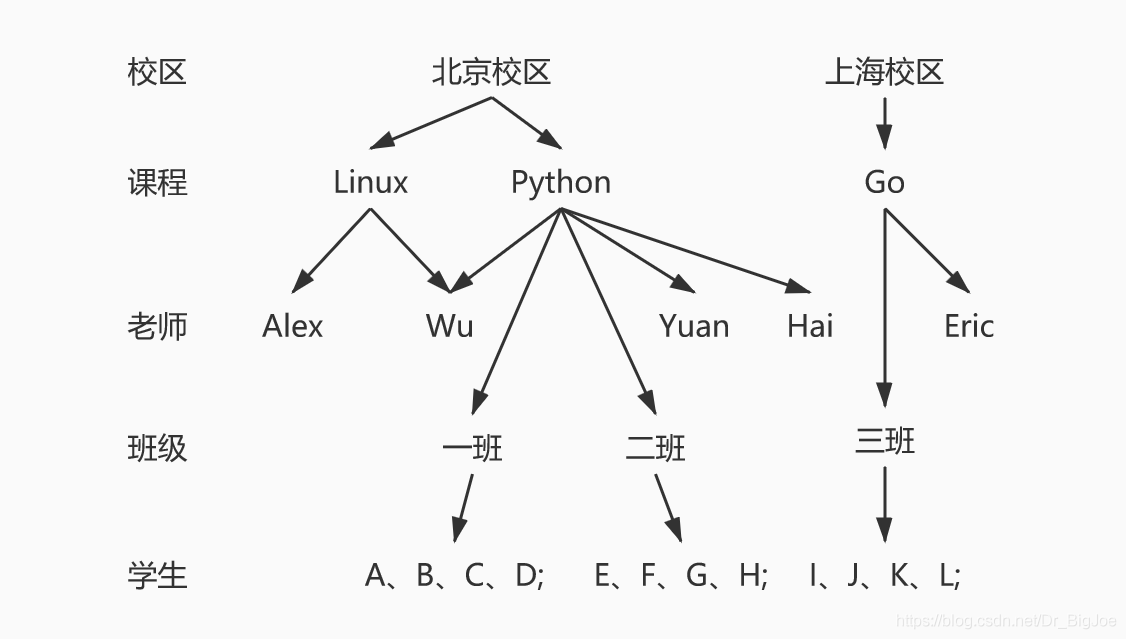 校区 北京校区 上海校区
课程 Linux Python Go
老师 Alex Wu Yuan Hai Eric
班级 一班 二班 三班
学生 A、B、C、D; E、F、G、H; I、J、K、L;
https://blog.csdn.net/Dr_BigJoe